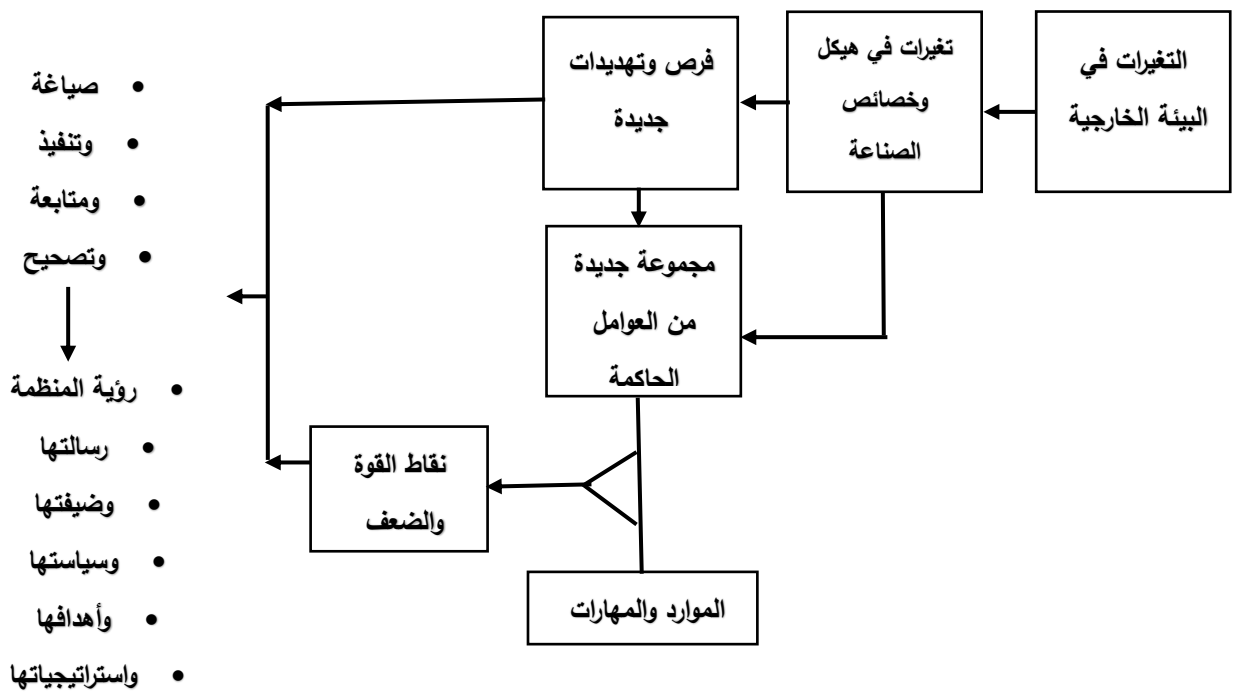 التغيرات في
البيئة الخارجية
تغيرات في هيكل
وخصائص
الصناعة
فرص وتهديدات
جديدة
مجموعة جديدة
من العوامل
الحاكمة
نقاط القوة
والضعف
الموارد والمهارات
• صياغة
• وتنفيذ
• ومتابعة
• وتصحيح
• رؤية المنظمة
• رسالتها
• وضيفتها
• وسياستها
• وأهدافها
• واستراتيجياتها